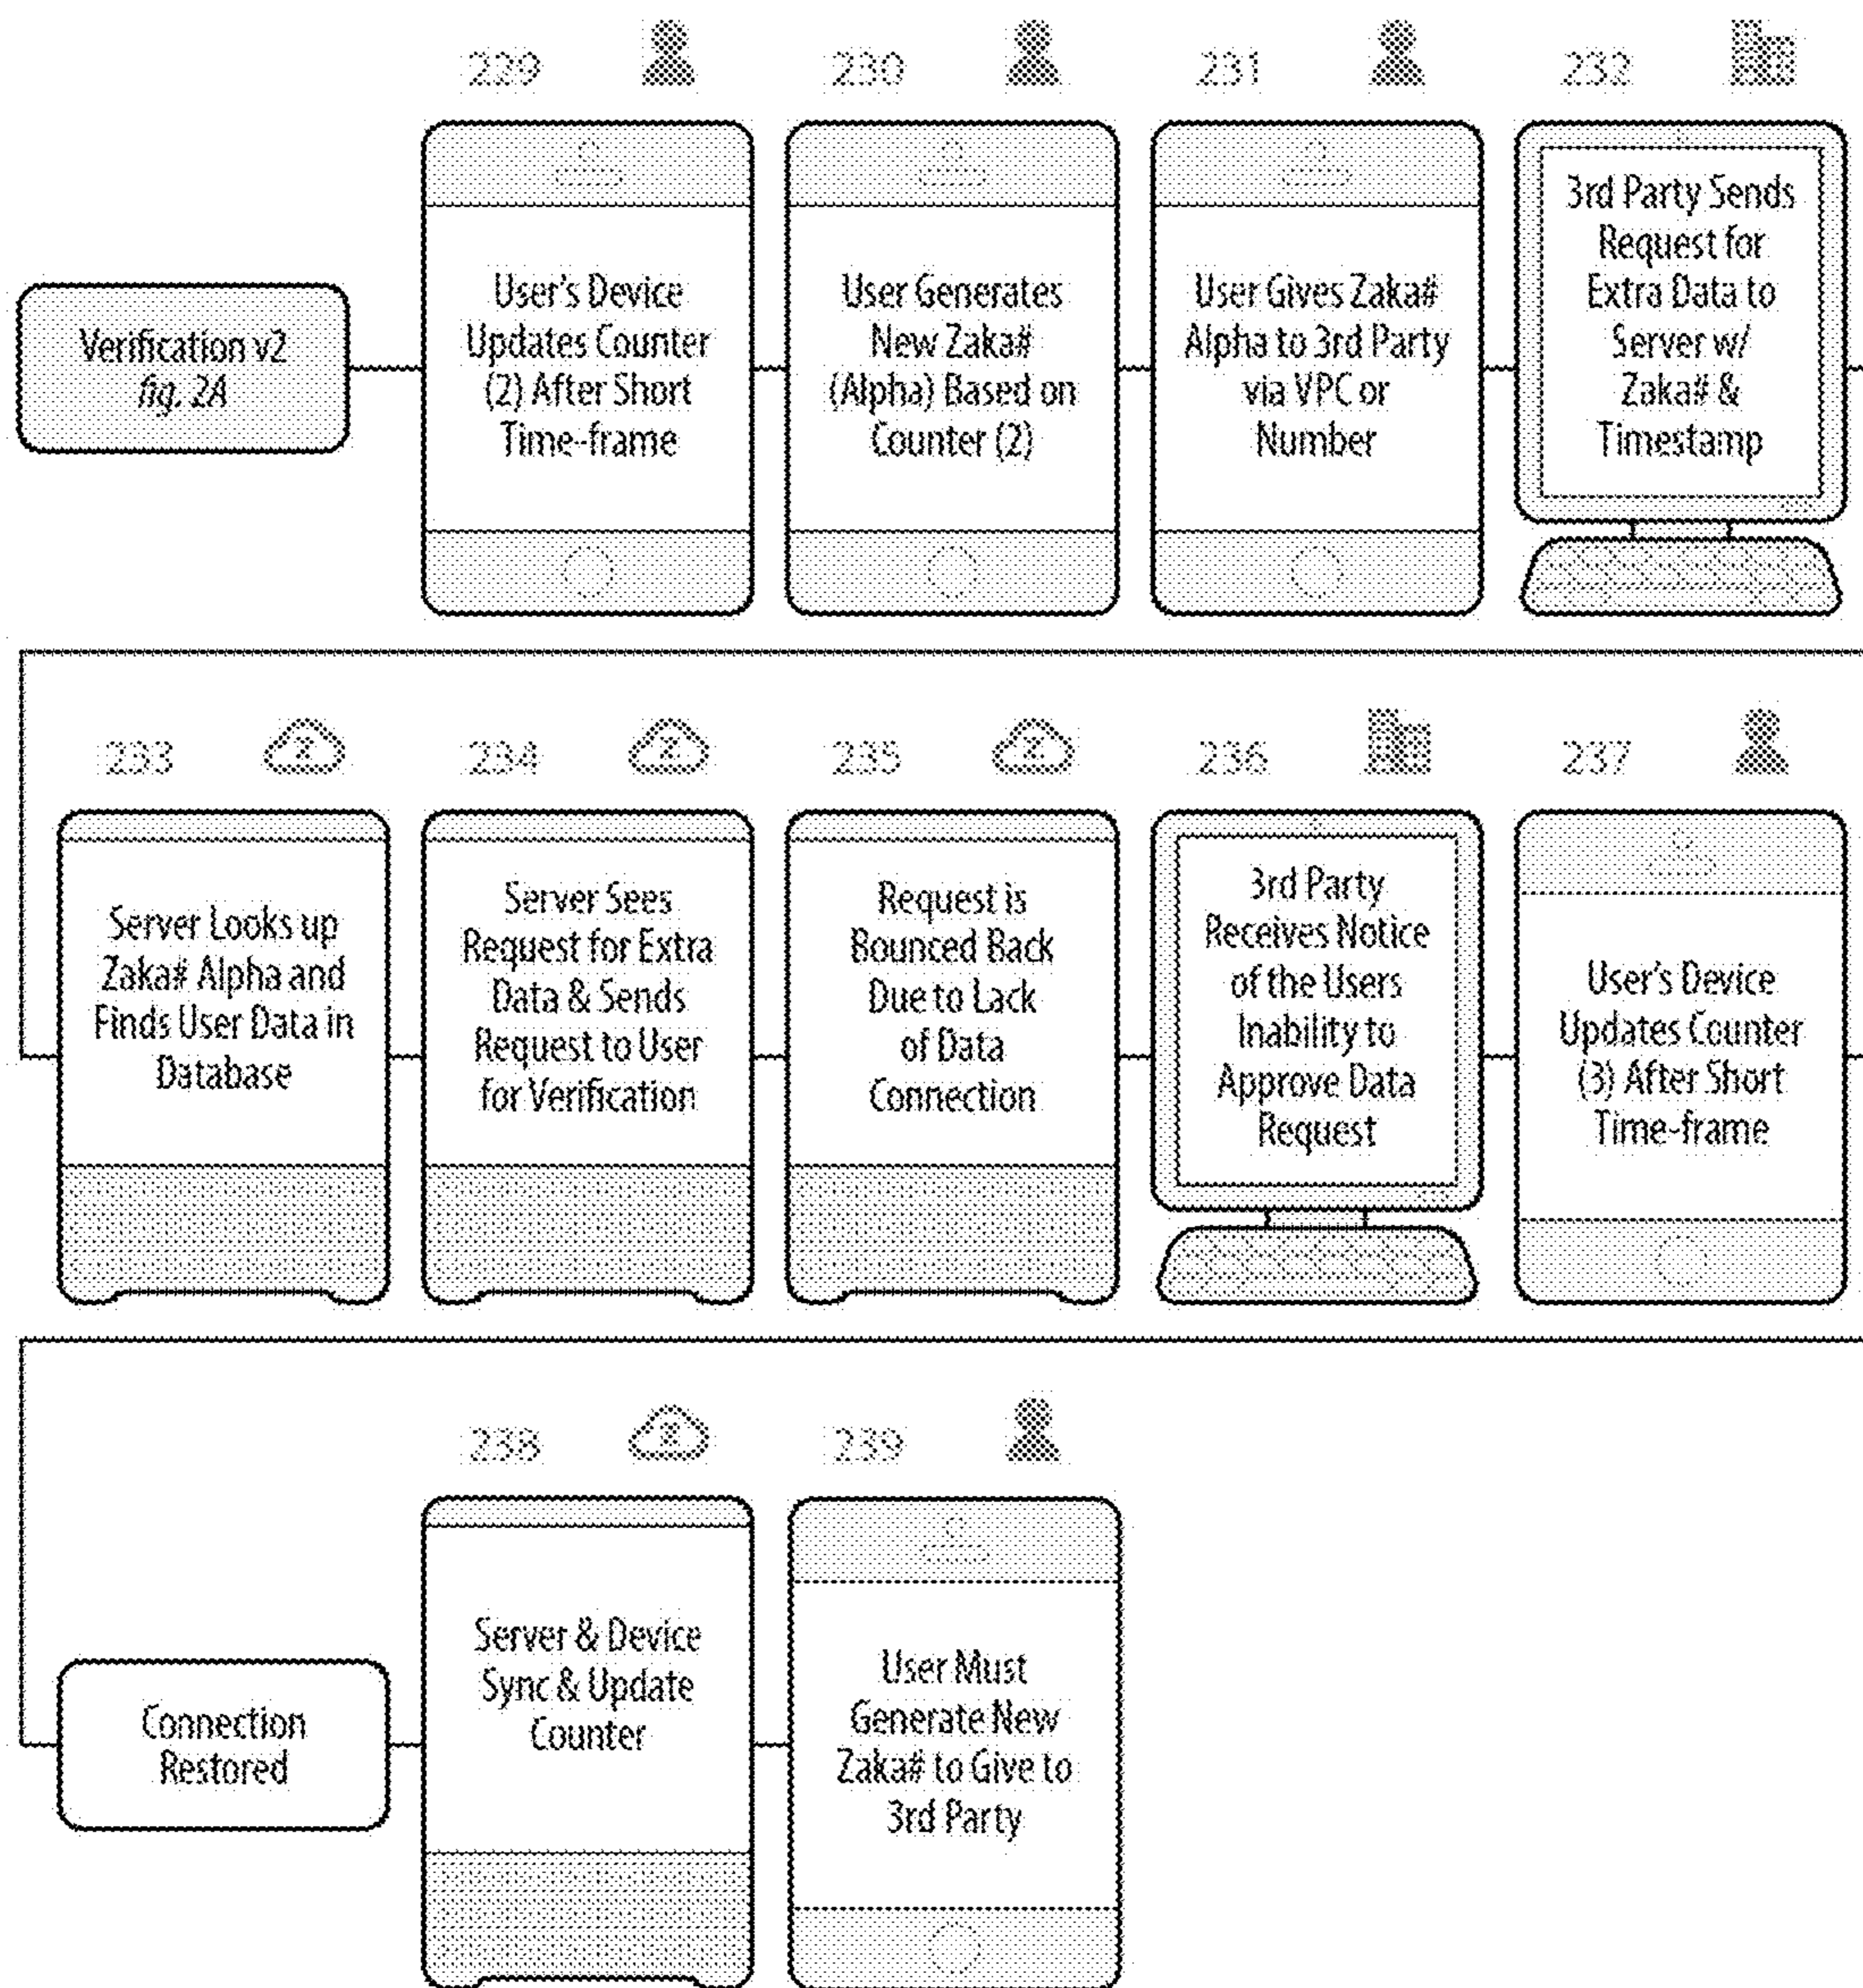 229
230
231
232
Verification v2
fig. 2A
User's Device
Updates Counter
(2) After Short
Time-frame
User Generates
New Zaka#
(Alpha) Based on
Counter (2)
User Gives Zaka#
Alpha to 3rd Party
via VPC or
Number
3rd Party Sends
Request for
Extra Data to
Server w/
Zaka# &
Timestamp
233
Z
234
Z
235
Z
236
237
Server Looks up
Zaka# Alpha and
Finds User Data in
Database
Server Sees
Request for Extra
Data & Sends
Request to User
for Verification
Request is
Bounced Back
Due to Lack
of Data
Connection
3rd Party
Receives Notice
of the Users
Inability to
Approve Data
Request
User's Device
Updates Counter
(3) After Short
Time-frame
238
Z
239
Connection
Restored
Server & Device
Sync & Update
Counter
User Must
Generate New
Zaka# to Give to
3rd Party